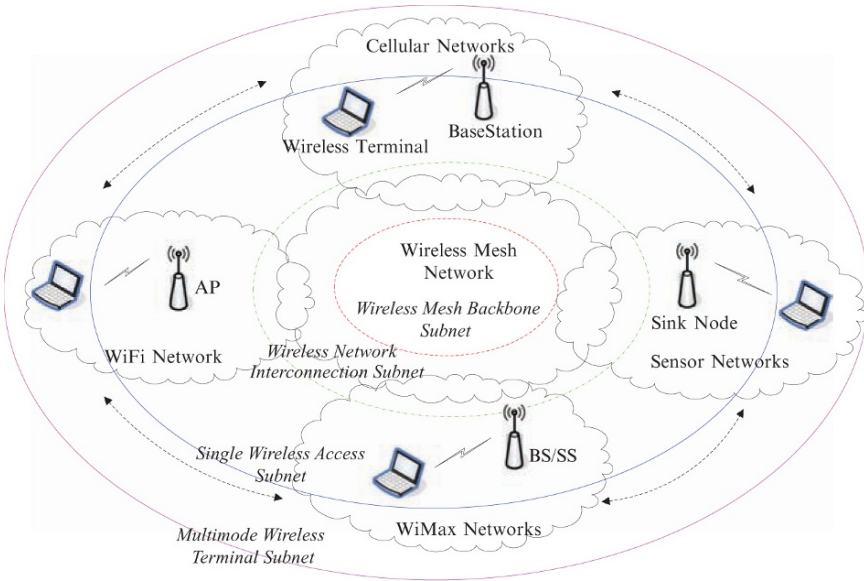 Cellular Networks
BaseStation
Wireless Terminal
Wireless Mesh
Network
Wireless Mesh Backbone
Subnet
AP
WiFi Network
Sink Node
Sensor Networks
Wireless Network
Interconnection Subnet
Single Wireless Access
Subnet
BS/SS
WiMax Networks
Multimode Wireless
Terminal Subnet